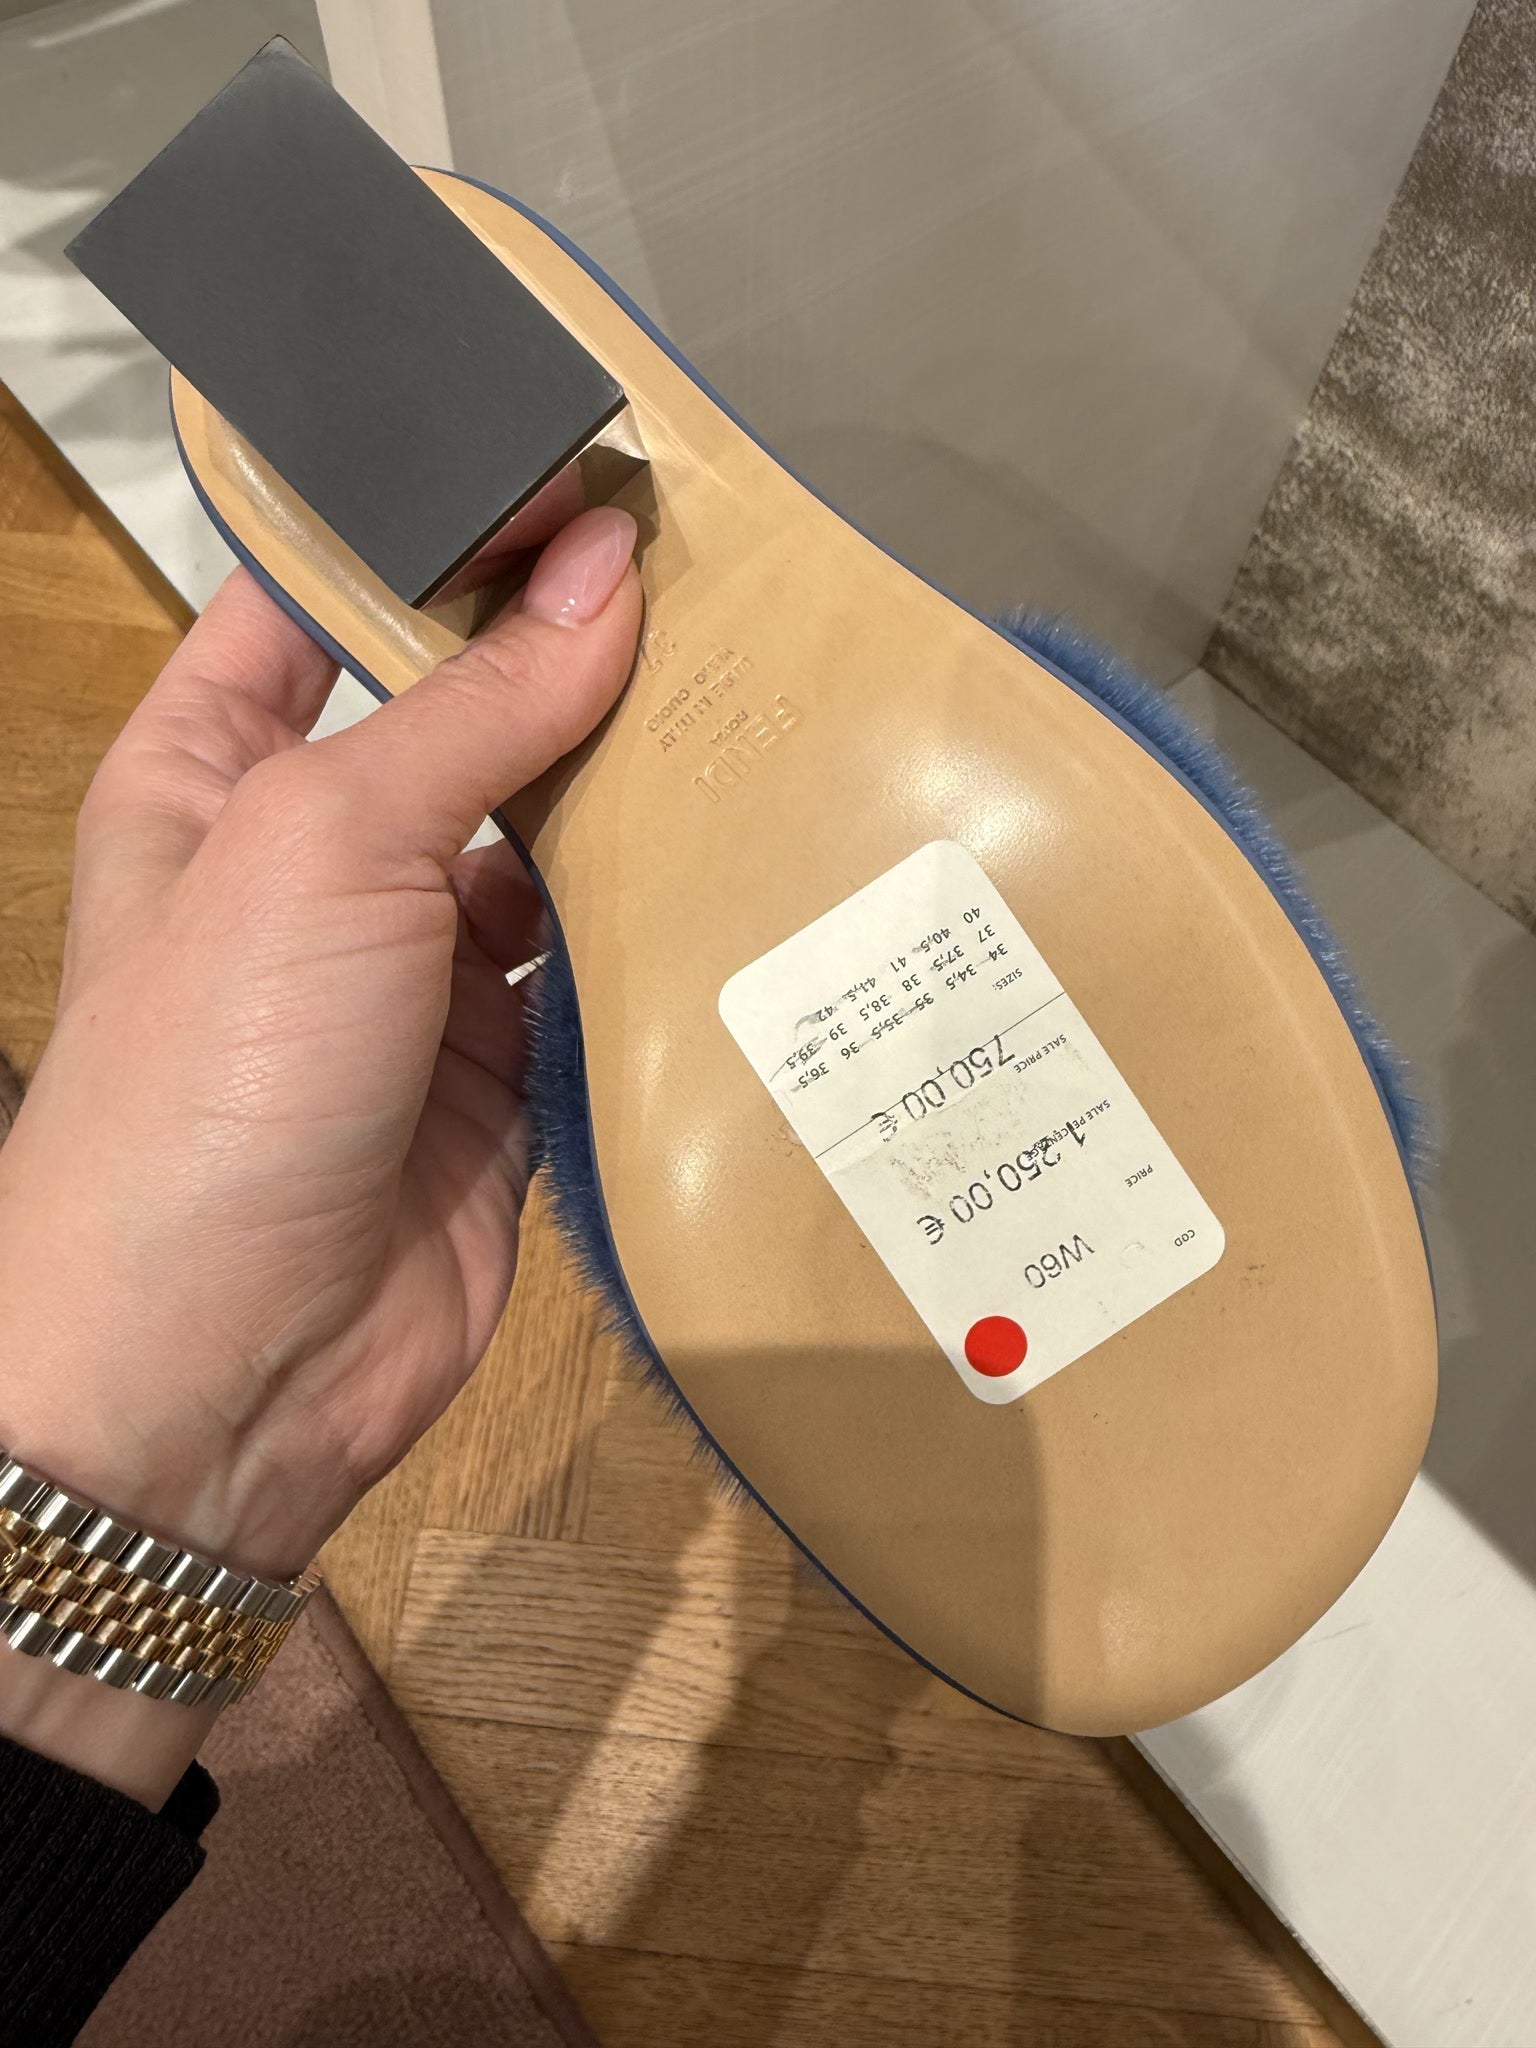 COD
W60
PRICE
1 250,00 €
SALE PERCENTAGE
SALE PRICE
750,00 €
SIZES:
34 34,5 35 35,5 36 36,5
37 37,5 38 38,5 39 39,5
40 40,5 41 41,5 42
FENDI
ROMA
MADE IN ITALY
VERO CUOIO
37